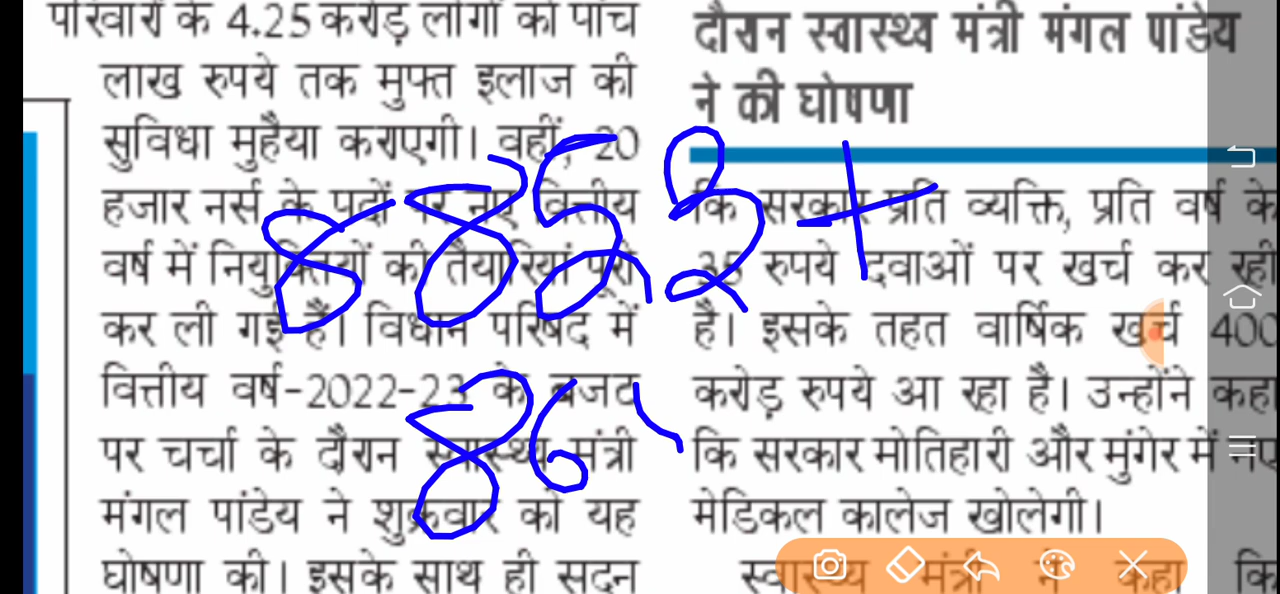 परिवारों के 4.25 करोड़ लोगों को पांच
लाख रुपये तक मुफ्त इलाज की
सुविधा मुहैया कराएगी। वहीं, 20
हजार नर्स के पदों पर नए वित्तीय
वर्ष में नियुक्तियों की तैयारियां पूरी
कर ली गई हैं। विधान परिषद में
वित्तीय वर्ष-2022-23 के बजट
पर चर्चा के दौरान स्वास्थ्य मंत्री
मंगल पांडेय ने शुक्रवार को यह
घोषणा की। इसके साथ ही सदन
दौरान स्वास्थ्य मंत्री मंगल पांडेय
ने की घोषणा
कि सरकार प्रति व्यक्ति, प्रति वर्ष के
35 रुपये दवाओं पर खर्च कर रही
है। इसके तहत वार्षिक खर्च 400
करोड़ रुपये आ रहा है। उन्होंने कहा
कि सरकार मोतिहारी और मुंगेर में नए
मेडिकल कालेज खोलेगी।
स्वास्थ्य मंत्री ने कहा कि